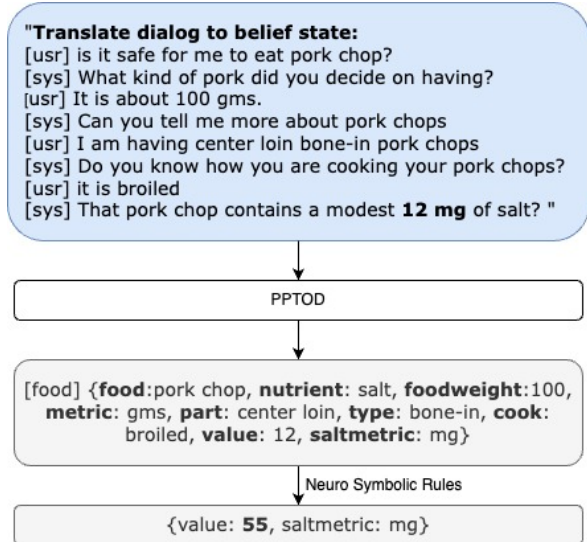 "Translate dialog to belief state:
[usr] is it safe for me to eat pork chop?
[sys] What kind of pork did you decide on having?
[usr] It is about 100 gms.
[sys] Can you tell me more about pork chops
[usr] I am having center loin bone-in pork chops
[sys] Do you know how you are cooking your pork chops?
[usr] it is broiled
[sys] That pork chop contains a modest 12 mg of salt? "
PPTOD
[food] {food:pork chop, nutrient: salt, foodweight:100,
metric: gms, part: center loin, type: bone-in, cook:
broiled, value: 12, saltmetric: mg}
Neuro Symbolic Rules
{value: 55, saltmetric: mg}